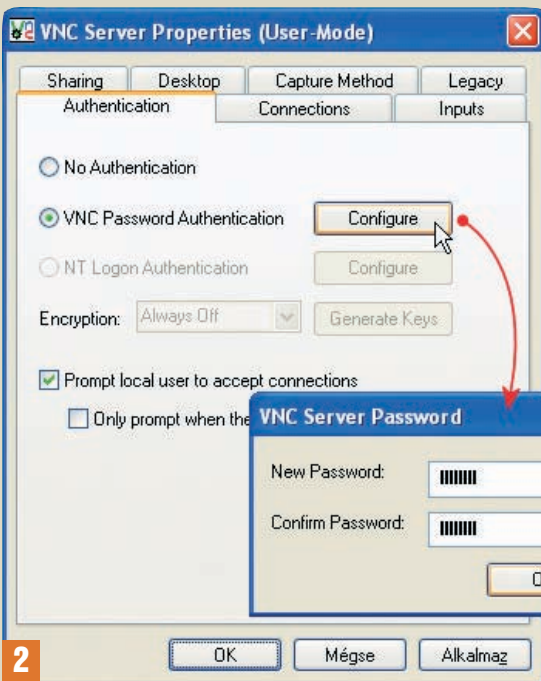 VNC Server Properties (User-Mode)
Sharing Desktop Capture Method Legacy
Authentication Connections Inputs
No Authentication
VNC Password Authentication Configure
NT Logon Authentication Configure
Encryption: Always Off Generate Keys
Prompt local user to accept connections
Only prompt when the
VNC Server Password
New Password:
Confirm Password:
2
OK Mégse Alkalmaz